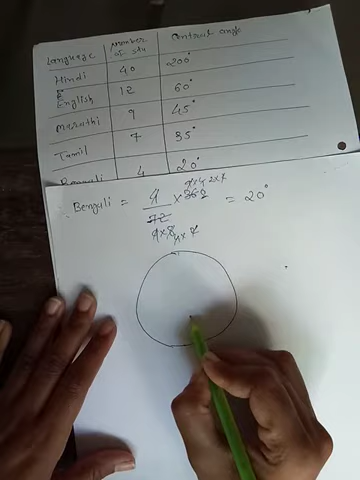 Language Number of stu Central angle
Hindi 40 200°
English 12 60°
Marathi 9 45°
Tamil 7 35°
Bengali 4 20°
Bengali = 4/72 × 360 = 20°